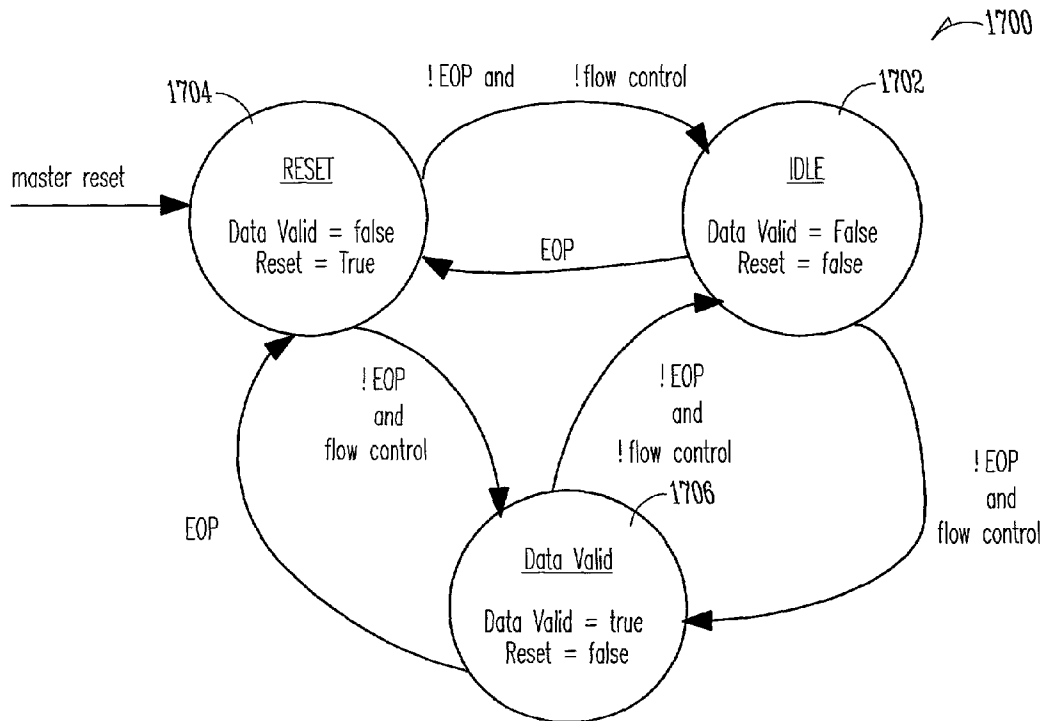 1700
1704
! EOP and !flow control
1702
master reset
RESET
Data Valid = false
Reset = True
IDLE
Data Valid = False
Reset = false
EOP
! EOP
and
flow control
! EOP
and
!flow control
! EOP
and
flow control
EOP
1706
Data Valid
Data Valid = true
Reset = false